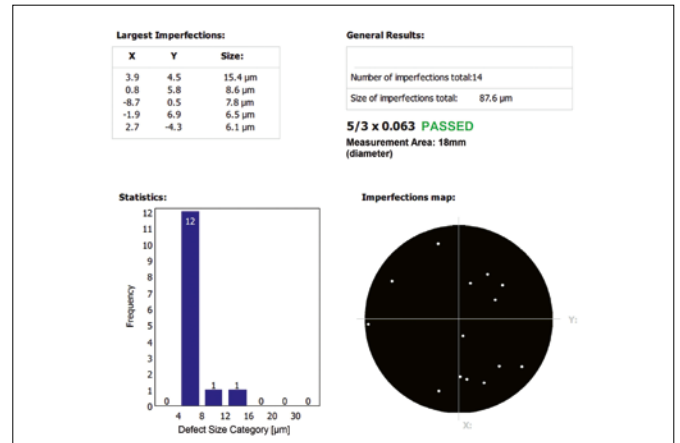 Largest Imperfections:
X Y Size:
3.9 4.5 15.4 µm
0.8 5.8 8.6 µm
-8.7 0.5 7.8 µm
-1.9 6.9 6.5 µm
2.7 -4.3 6.1 µm
General Results:
Number of imperfections total:14
Size of imperfections total: 87.6 µm
5/3 x 0.063 PASSED
Measurement Area: 18mm
(diameter)
Statistics:
12
11
10
9
8
7
6
5
4
3
2
1
0
Frequency
0 12 1 1 0 0 0
4 8 12 16 20 30
Defect Size Category [µm]
Imperfections map:
Y:
X: